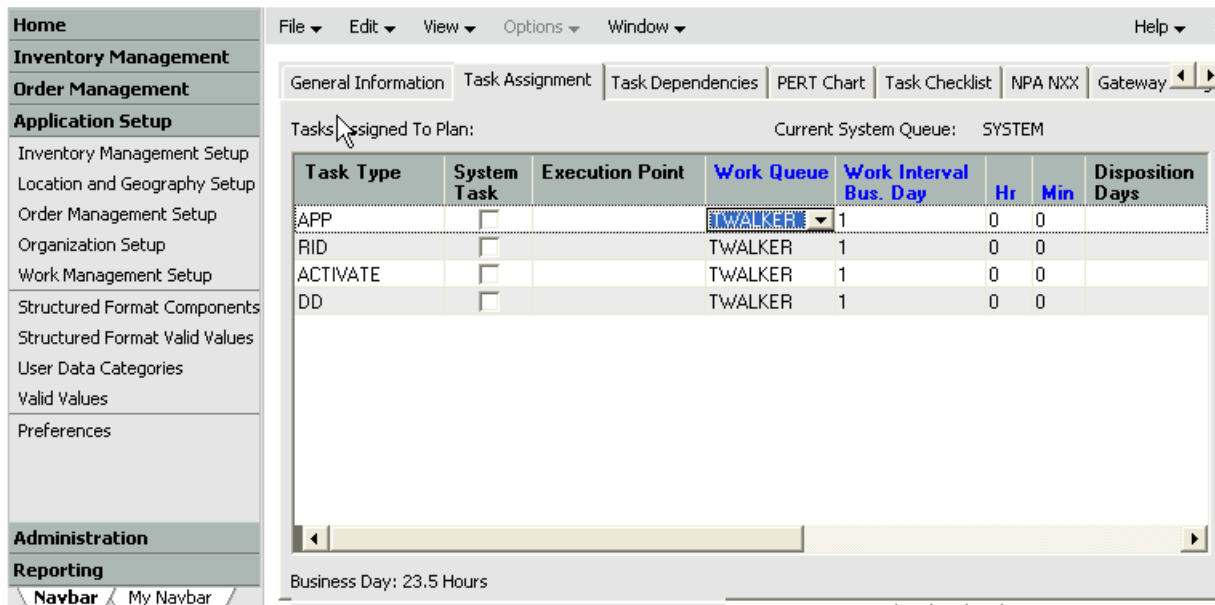 Home
Inventory Management
Order Management
Application Setup
Inventory Management Setup
Location and Geography Setup
Order Management Setup
Organization Setup
Work Management Setup
Structured Format Components
Structured Format Valid Values
User Data Categories
Valid Values
Preferences
Administration
Reporting
Navbar My Navbar
File Edit View Options Window Help
General Information Task Assignment Task Dependencies PERT Chart Task Checklist NPA NXX Gateway
Tasks Assigned To Plan: Current System Queue: SYSTEM
Task Type System Execution Point Work Queue Work Interval Disposition
Task Bus. Day Hr Min Days
APP TWALKER 1 0 0
RID TWALKER 1 0 0
ACTIVATE TWALKER 1 0 0
DD TWALKER 1 0 0
Business Day: 23.5 Hours